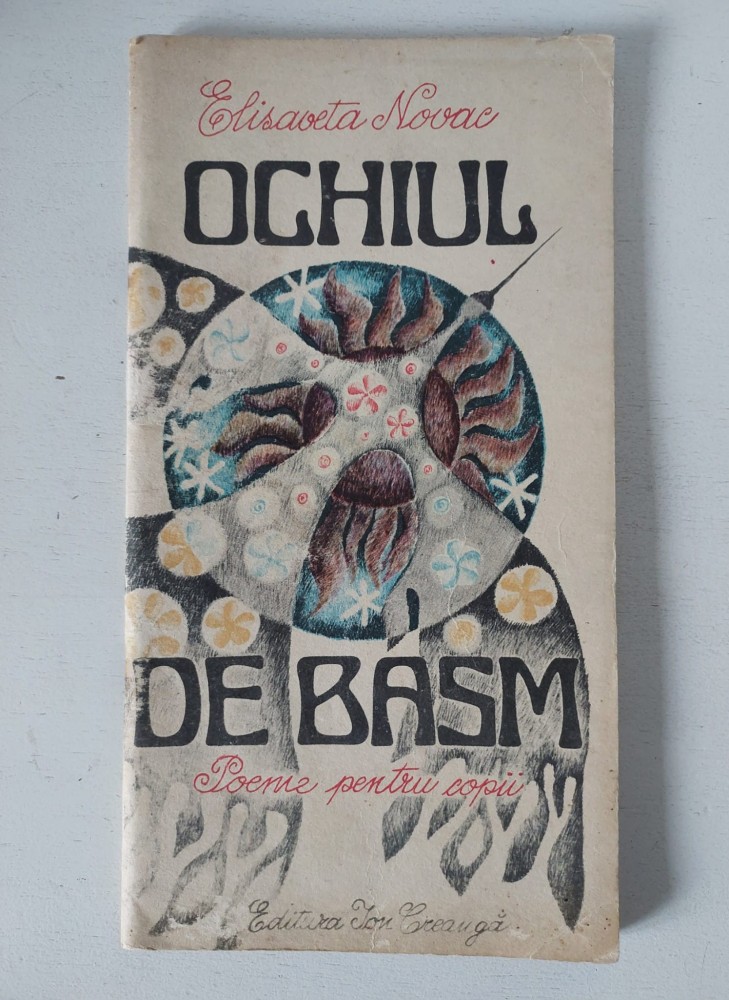 Elisaveta Novac
OCHIUL
DE BASM
Poeme pentru copii
Editura Ion Creangă